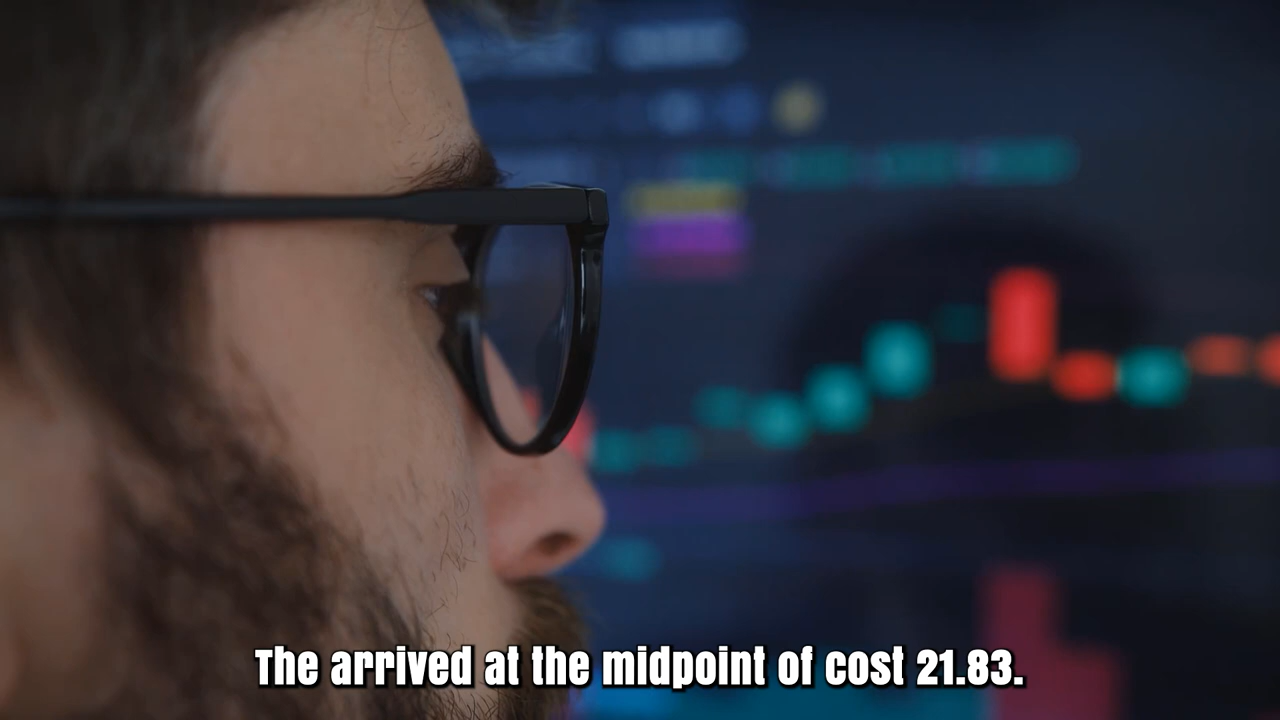 The arrived at the midpoint of cost 21.83.